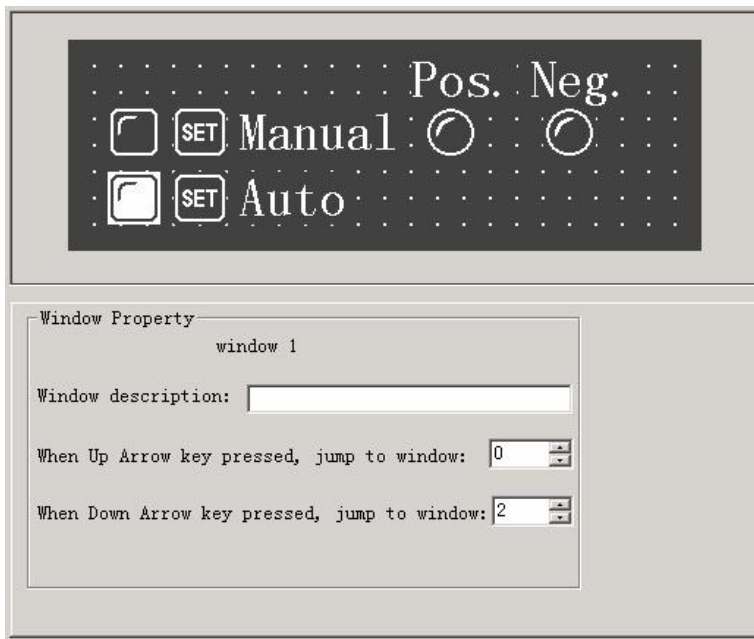 Pos. Neg.
SET Manual
SET Auto
Window Property
window 1
Window description:
When Up Arrow key pressed, jump to window: 0
When Down Arrow key pressed, jump to window: 2